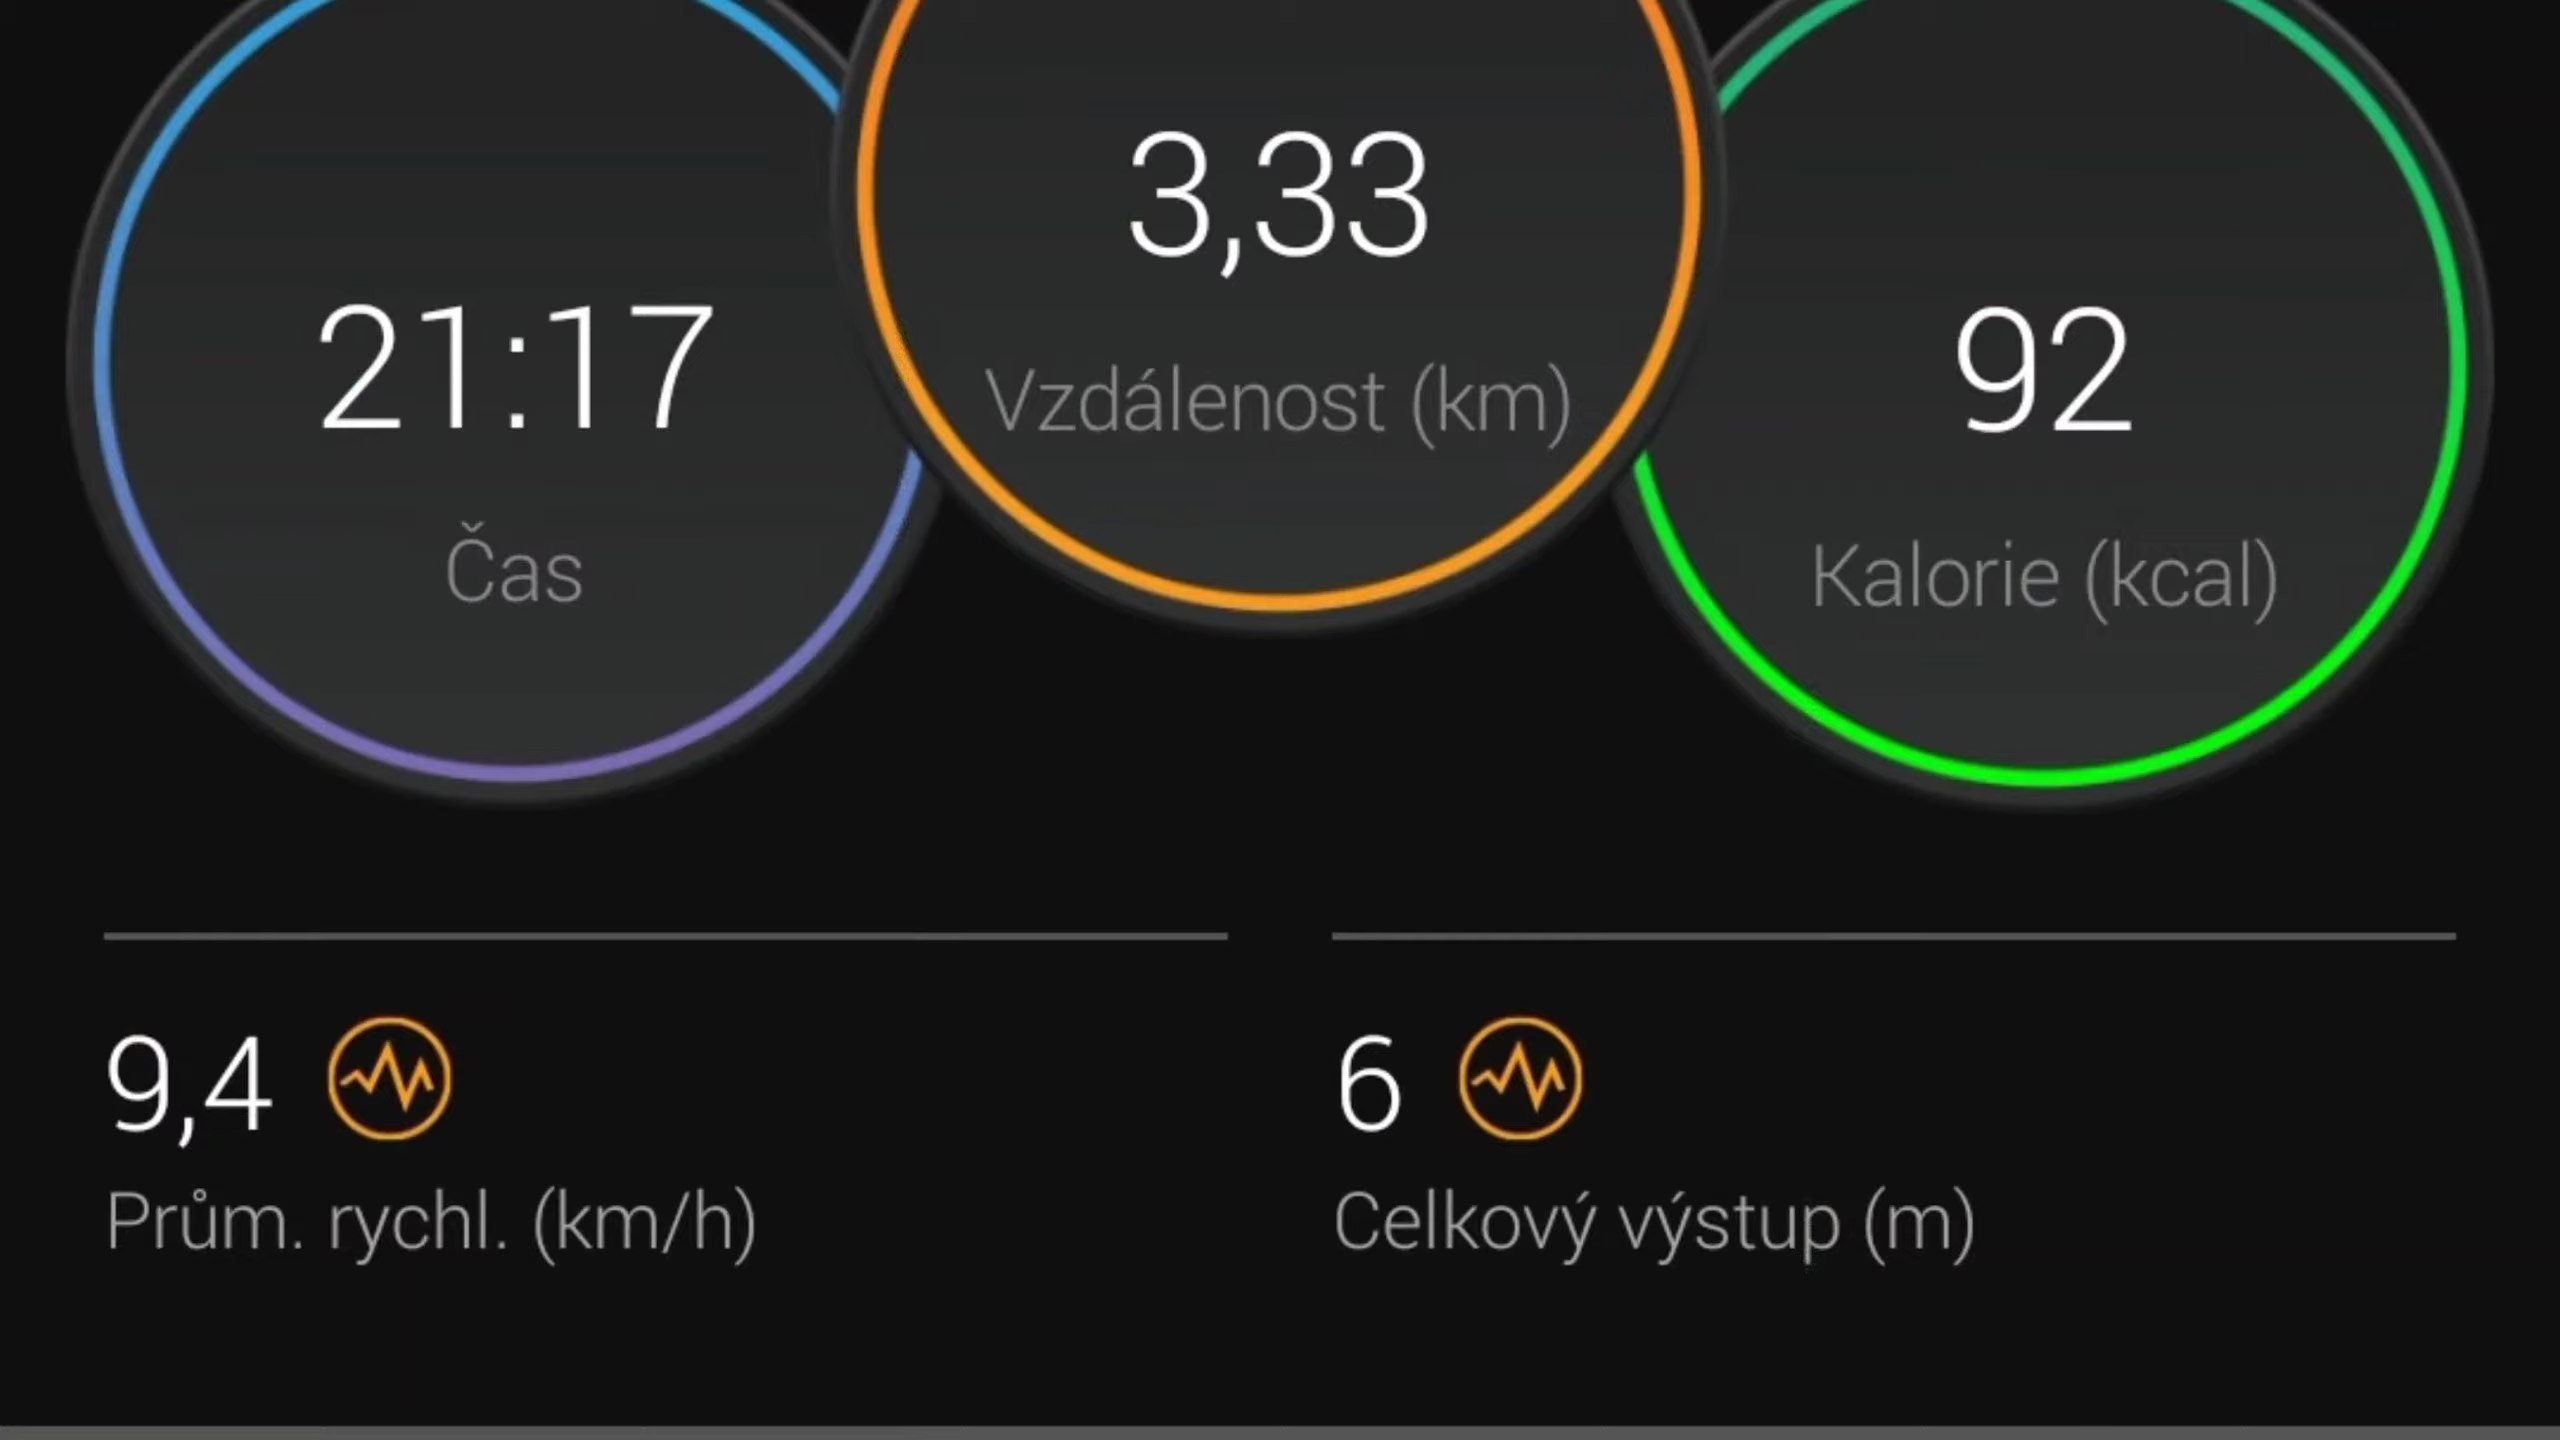 3,33
Vzdálenost (km)
21:17
Čas
92
Kalorie (kcal)
9,4
Prům. rychl. (km/h)
6
Celkový výstup (m)